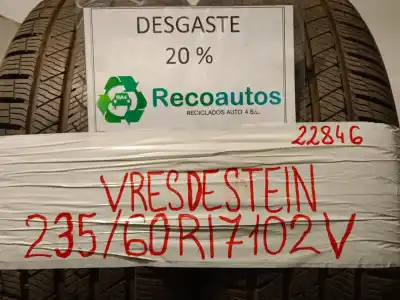 DESGASTE
20 %
Recoautos
RECICLADOS AUTO 4 S.L.
22846
VRESDESTEIN
235/60R17102V